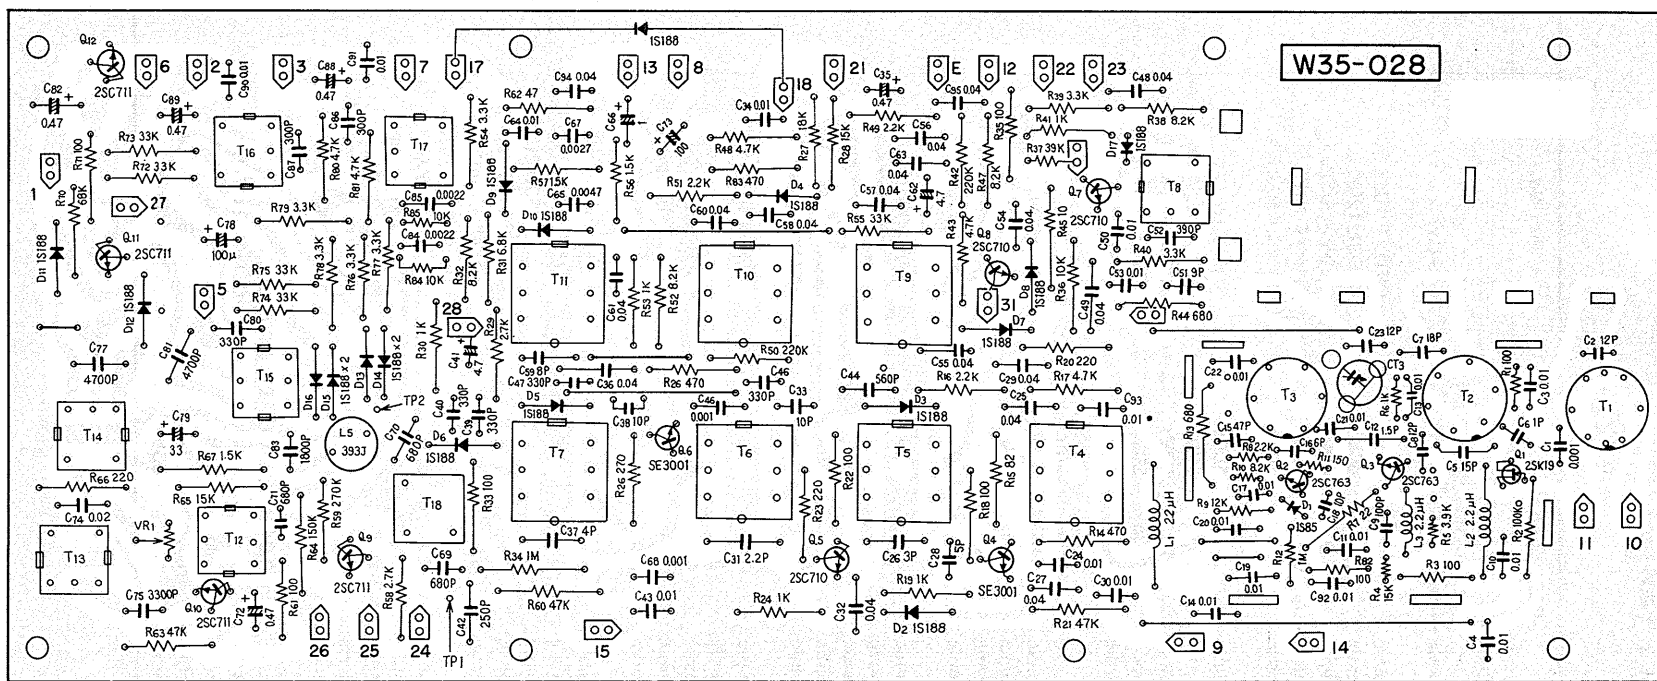 W35-028
Q12
2SC711
6
2
C90 0.01
3
C88
0.47
C91
0.01
7
17
1S188
13
8
18
21
C35
0.47
E
12
22
23
C82
0.47
C89
0.47
R73 33K
R72 33K
R71 100
T16
C87 3000P
C86
300P
R80 4.7K
R81 4.7K
T17
R54 3.3K
R62 47
C94 0.04
C64 0.01
C67
0.0027
C66
C73
100
C34 0.01
R48 4.7K
R27 18K
R28 15K
R49 2.2K
C95 0.04
C56
0.04
C63
0.04
R42
220K
R47
8.2K
R35 100
R39 3.3K
R41 1K
R37 39K
C48 0.04
R38 8.2K
D17
1S188
T8
1
R70
68K
27
Q11
2SC711
D11 1S188
C78
100μ
R79 3.3K
C85
0.0022
R85
10K
C84 0.0022
R84 10K
D9 1S188
R57 1.5K
C65 0.0047
D10 1S188
R56 1.5K
R51 2.2K
R83 470
D4
1S188
C60 0.04
C58 0.04
C57 0.04
R55 33K
C62
4.7
R43
4.7K
Q8
2SC710
C54
0.04
R45 10
Q7
2SC710
C50
0.01
C52
390P
R40
3.3K
C53 0.01
C51 9P
R44 680
D12 1S188
5
R75 33K
R74 33K
C80
330P
R78 3.3K
R76 3.3K
R77 3.3K
R32
8.2K
R31 6.8K
T11
C61
0.04
R53 1K
R52 8.2K
T10
T9
31
D8
1S188
R36 10K
C49
0.04
D7
1S188
28
R30 1K
C41
4.7
R29
2.7K
C77
4700P
C81
4700P
T15
D16
D15
1S188×2
D13
D14
1S188×2
TP2
C59 8P
C47 330P
C36 0.04
R26 470
R50 220K
C46
330P
C44
560P
C55 0.04
R16 2.2K
C29 0.04
R20 220
R17 4.7K
C22
0.01
T3
C23 12P
CT3
C7 18P
T2
R1 100
C3 0.01
C2 12P
T1
T14
C79
33
R67 1.5K
R66 220
R65 15K
C74 0.02
C83
1800P
L5
393J
C70
680P
C40
330P
C39
330P
D6
1S188
D5
1S188
C38 10P
Q6
SE3001
C46
0.001
C33
10P
D3
1S188
C25
0.04
C93
0.01
R13 680
C15 47P
R8 2.2K
R10 8.2K
C17
0.01
R9 12K
C20 0.01
C16 6P
Q2
2SC763
R11 150
D1
1S85
C18 10P
C21 0.01
C12 1.5P
R6 1K
C13
C8 12P
Q3
2SC763
C5 15P
C6 1P
Q1
2SK19
C1
0.001
T13
VR1
T12
C71
680P
R64 150K
R59 270K
T18
R33 100
T7
R26 270
T6
R23 220
R22 100
T5
R18 100
R15 82
T4
R14 470
L1 22μH
R7 22
C9 100P
L3 2.2μH
R5 3.9K
L2 2.2μH
R2 100K
C10
0.01
11
10
C75 3300P
Q10
2SC711
C72
0.47
R61 100
Q9
2SC711
R58 2.7K
C69
680P
R34 1M
C37 4P
C68 0.001
C31 2.2P
Q5
2SC710
C26 3P
C28
5P
Q4
SE3001
C24
0.01
C27
0.04
C30 0.01
C19
0.01
R12
1M
C11 0.01
R82
100
C92 0.01
R4
15K
R3 100
R63 47K
26
25
24
TP1
C42
250P
R60 47K
C43 0.01
15
R24 1K
C32
0.04
R19 1K
D2 1S188
R21 47K
C14 0.01
9
14
C4
0.01